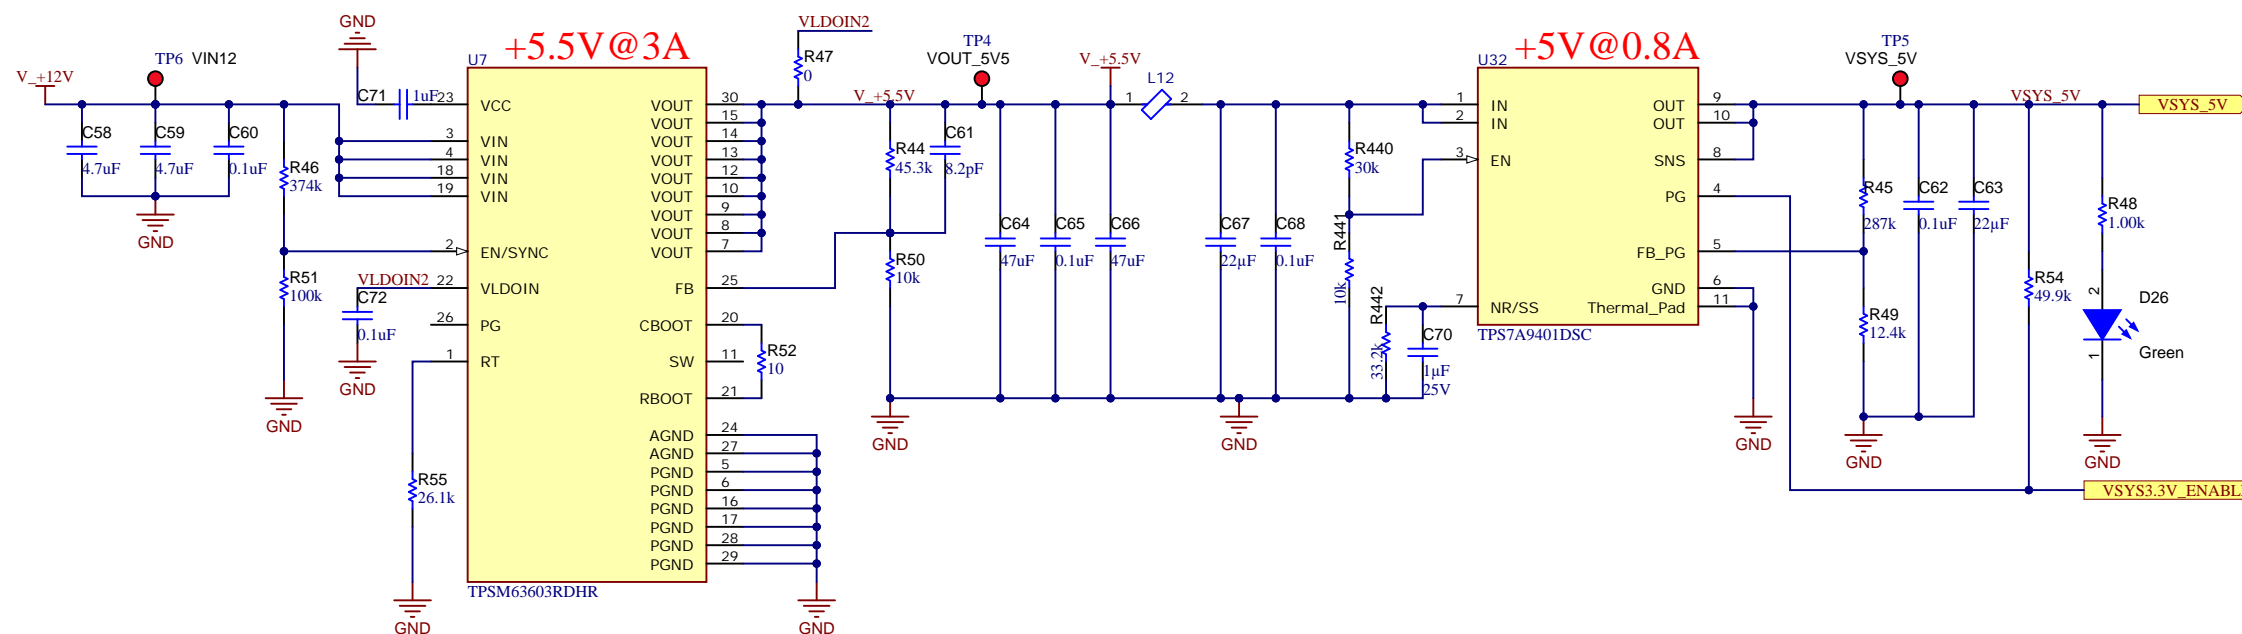 GND
VLDOIN2
+5.5V@3A
+5V@0.8A
TP6 VIN12
U7
R47
0
TP4
VOUT_5V5
V_+5.5V
L12
U32
TP5
VSYS_5V
V_+12V
C71 1uF 23 VCC
VOUT 30
V_+5.5V
1 2
1 IN
OUT 9
VSYS_5V
VSYS_5V
VOUT 15
2 IN
OUT 10
C58
4.7uF
C59
4.7uF
C60
0.1uF
3 VIN
VOUT 14
4 VIN
VOUT 13
18 VIN
VOUT 12
19 VIN
VOUT 10
VOUT 9
VOUT 8
VOUT 7
R46
374k
R44
45.3k
C61
8.2pF
R440
30k
3 EN
SNS 8
PG 4
R45
287k
C62
0.1uF
C63
22µF
R48
1.00k
GND
2 EN/SYNC
C64
47uF
C65
0.1uF
C66
47uF
C67
22µF
C68
0.1uF
R441
10k
FB_PG 5
R51
100k
VLDOIN2 22 VLDOIN
FB 25
R50
10k
GND 6
Thermal_Pad 11
R54
49.9k
2
D26
Green
1
C72
0.1uF
26 PG
CBOOT 20
R442
33.2k
7 NR/SS
C70
1µF
25V
TPS7A9401DSC
R49
12.4k
1 RT
SW 11
R52
10
RBOOT 21
GND
GND
AGND 24
AGND 27
PGND 5
PGND 6
PGND 16
PGND 17
PGND 28
PGND 29
GND
GND
GND
GND
GND
R55
26.1k
VSYS3.3V_ENABL
TPSM63603RDHR
GND
GND